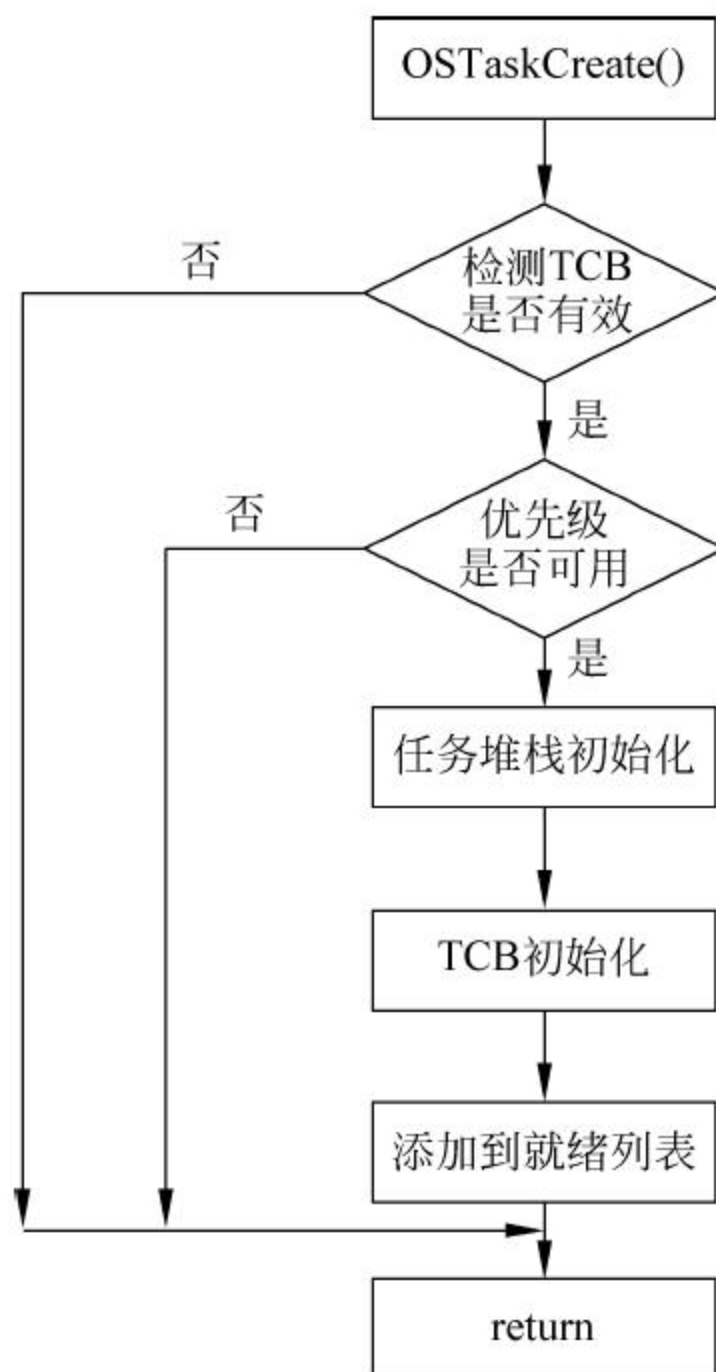 OSTaskCreate()
否
检测TCB
是否有效
是
否
优先级
是否可用
是
任务堆栈初始化
TCB初始化
添加到就绪列表
return